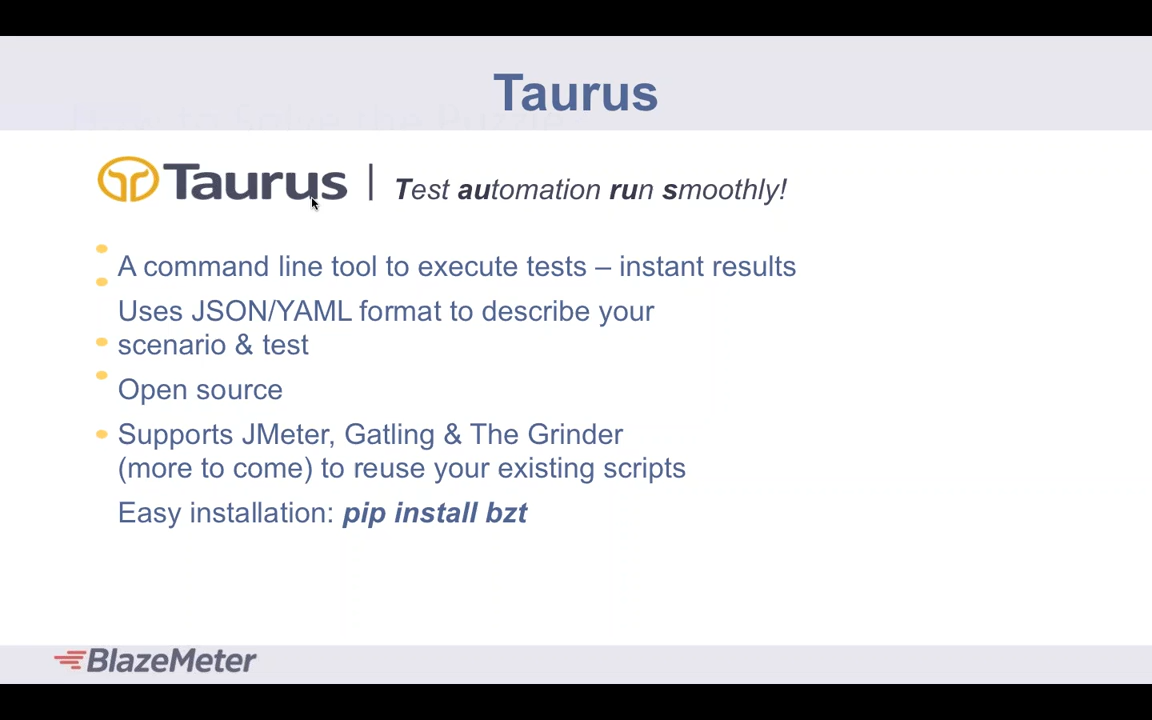 Taurus
Taurus | Test automation run smoothly!
A command line tool to execute tests – instant results
Uses JSON/YAML format to describe your
scenario & test
Open source
Supports JMeter, Gatling & The Grinder
(more to come) to reuse your existing scripts
Easy installation: pip install bzt
BlazeMeter